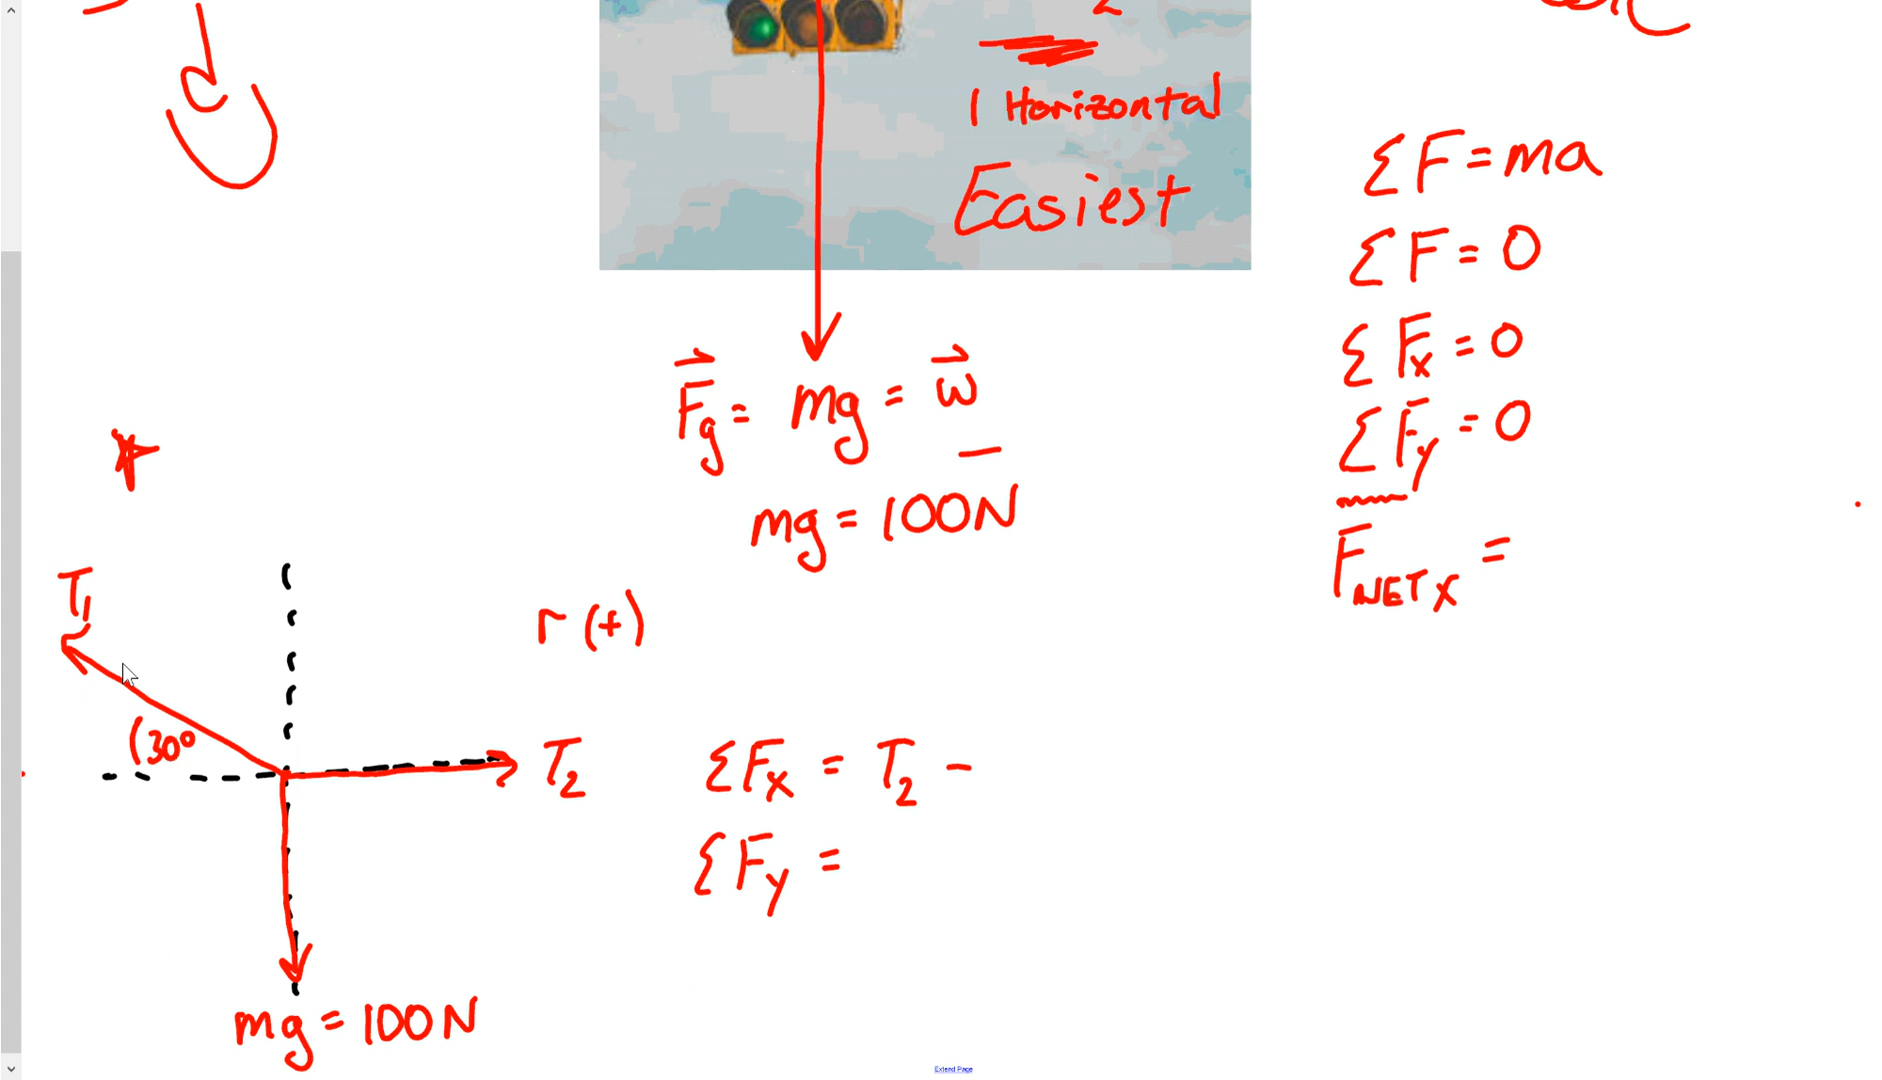 2
1 Horizontal
Easiest
ΣF = ma
ΣF = 0
ΣFx = 0
ΣFy = 0
FNETX =
Fg = mg = w
mg = 100N
T1
r (+)
(30°
T2
ΣFx = T2 -
ΣFy =
mg = 100N
Extend Page